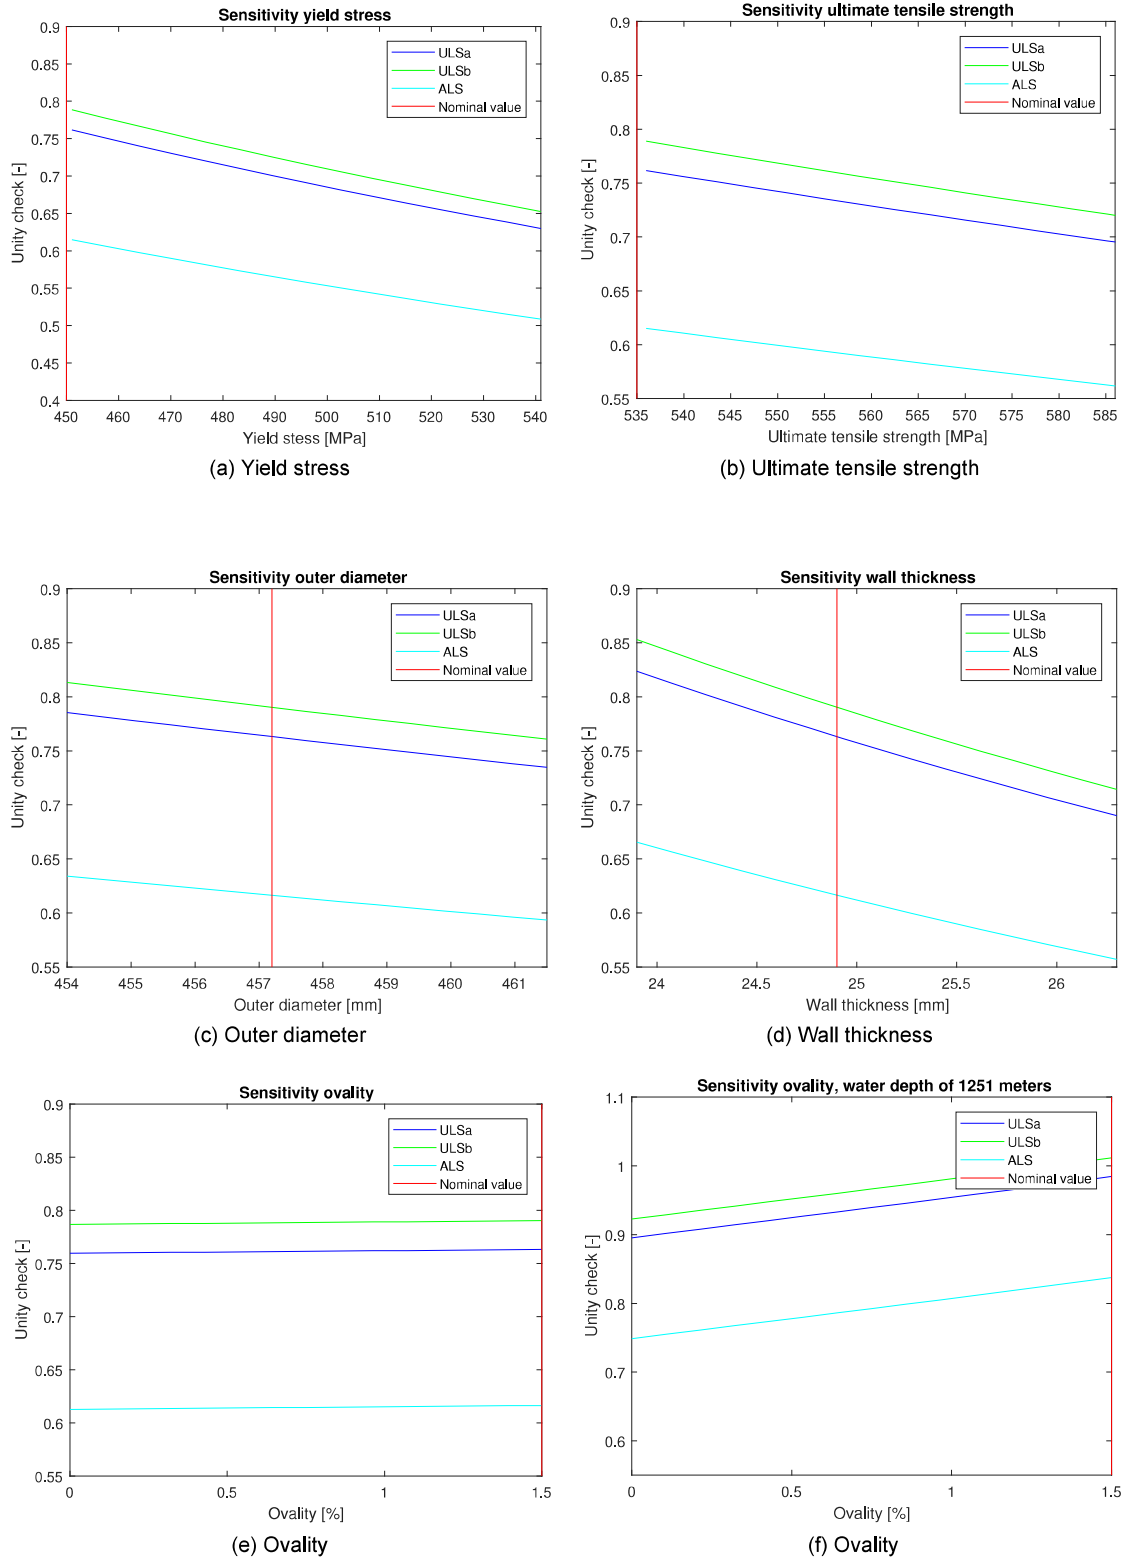 Sensitivity yield stress
0.9
0.85
0.8
0.75
0.7
0.65
0.6
0.55
0.5
0.45
0.4
Unity check [-]
ULSa
ULSb
ALS
Nominal value
450 460 470 480 490 500 510 520 530 540
Yield stess [MPa]
(a) Yield stress
Sensitivity ultimate tensile strength
0.9
0.85
0.8
0.75
0.7
0.65
0.6
0.55
Unity check [-]
ULSa
ULSb
ALS
Nominal value
535 540 545 550 555 560 565 570 575 580 585
Ultimate tensile strength [MPa]
(b) Ultimate tensile strength
Sensitivity outer diameter
0.9
0.85
0.8
0.75
0.7
0.65
0.6
0.55
Unity check [-]
ULSa
ULSb
ALS
Nominal value
454 455 456 457 458 459 460 461
Outer diameter [mm]
(c) Outer diameter
Sensitivity wall thickness
0.9
0.85
0.8
0.75
0.7
0.65
0.6
0.55
Unity check [-]
ULSa
ULSb
ALS
Nominal value
24 24.5 25 25.5 26
Wall thickness [mm]
(d) Wall thickness
Sensitivity ovality
0.9
0.85
0.8
0.75
0.7
0.65
0.6
0.55
Unity check [-]
ULSa
ULSb
ALS
Nominal value
0 0.5 1 1.5
Ovality [%]
(e) Ovality
Sensitivity ovality, water depth of 1251 meters
1.1
1
0.9
0.8
0.7
0.6
Unity check [-]
ULSa
ULSb
ALS
Nominal value
0 0.5 1 1.5
Ovality [%]
(f) Ovality